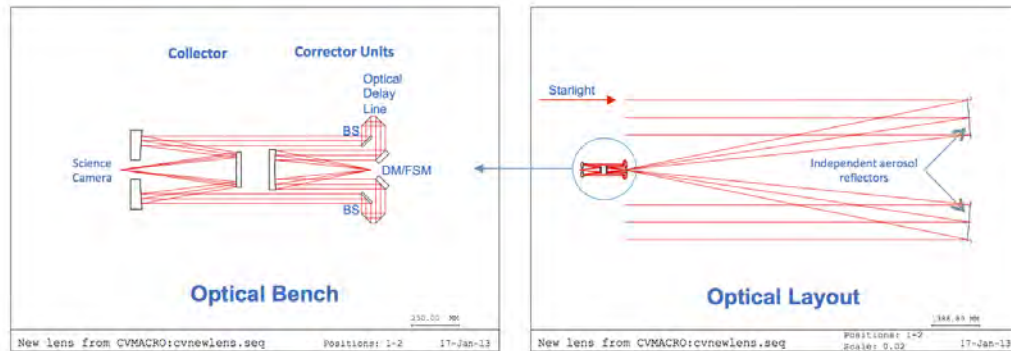 Collector
Corrector Units
Optical
Delay
Line
BS
Science
Camera
DM/FSM
BS
Optical Bench
New lens from CVMACRO:cvnewlens.seq
Positions: 1-2
17-Jan-13
Starlight
Independent aerosol
reflectors
Optical Layout
MM
New lens from CVMACRO:cvnewlens.seq
Positions: 1-2
Scale: 0.02
17-Jan-13